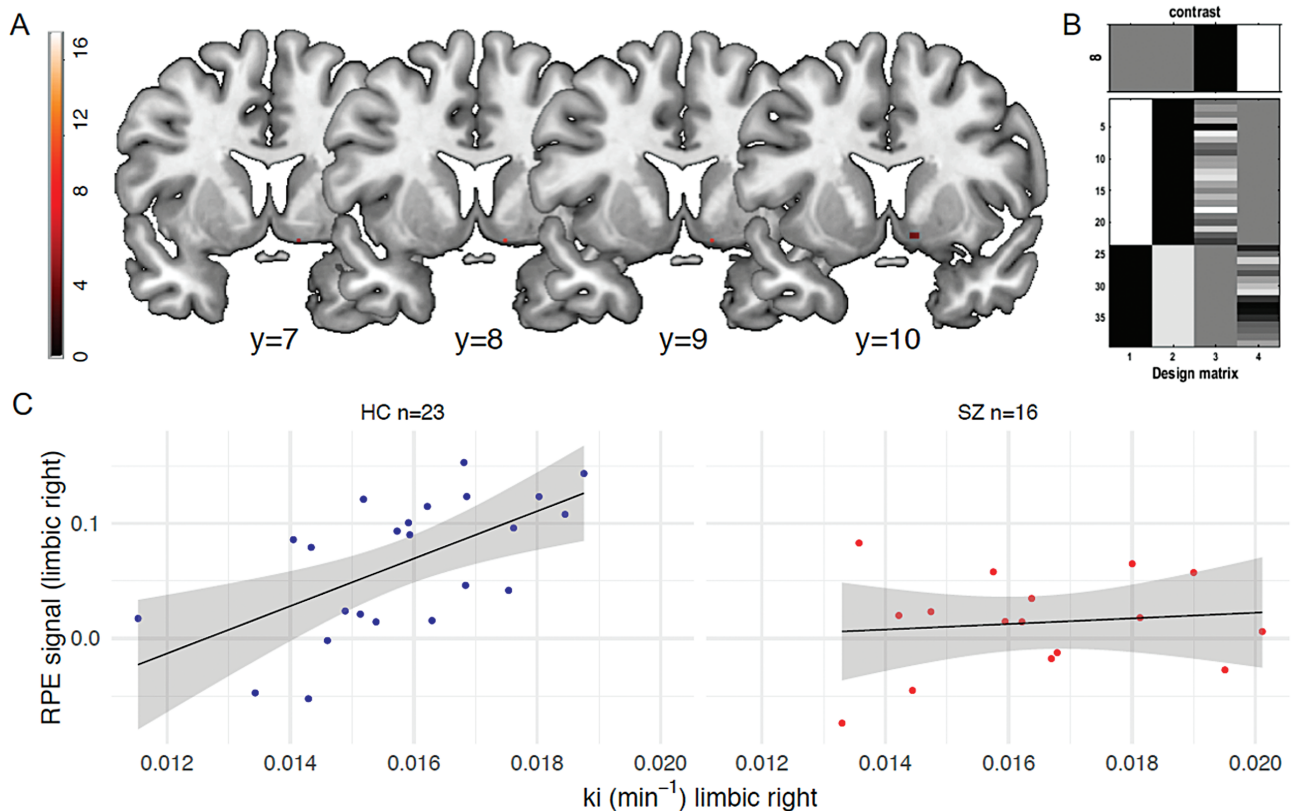 A
16
12
8
4
0
y=7
y=8
y=9
y=10
B
contrast
8
5
10
15
20
25
30
35
1 2 3 4
Design matrix
C
HC n=23
SZ n=16
RPE signal (limbic right)
0.1
0.0
0.012 0.014 0.016 0.018 0.020
0.012 0.014 0.016 0.018 0.020
ki (min⁻¹) limbic right